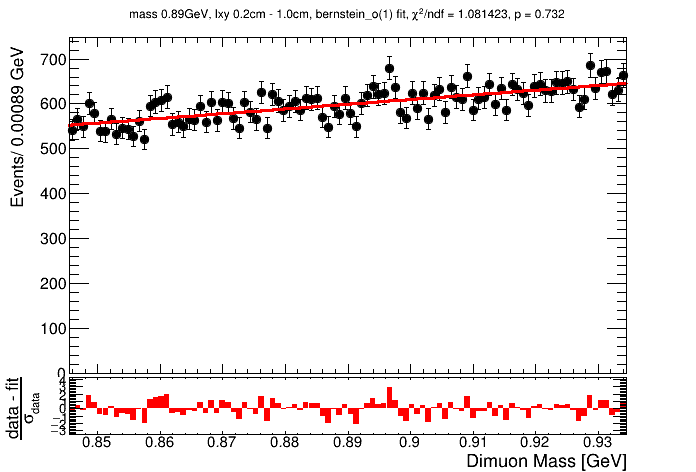 mass 0.89GeV, lxy 0.2cm - 1.0cm, bernstein_o(1) fit, χ²/ndf = 1.081423, p = 0.732
Events/ 0.00089 GeV
700
600
500
400
300
200
100
0
data - fit
σdata
4
3
2
1
0
−1
−2
−3
0.85 0.86 0.87 0.88 0.89 0.9 0.91 0.92 0.93
Dimuon Mass [GeV]